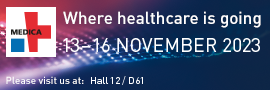 Where healthcare is going
MEDICA
13–16 NOVEMBER 2023
Please visit us at: Hall 12 / D61